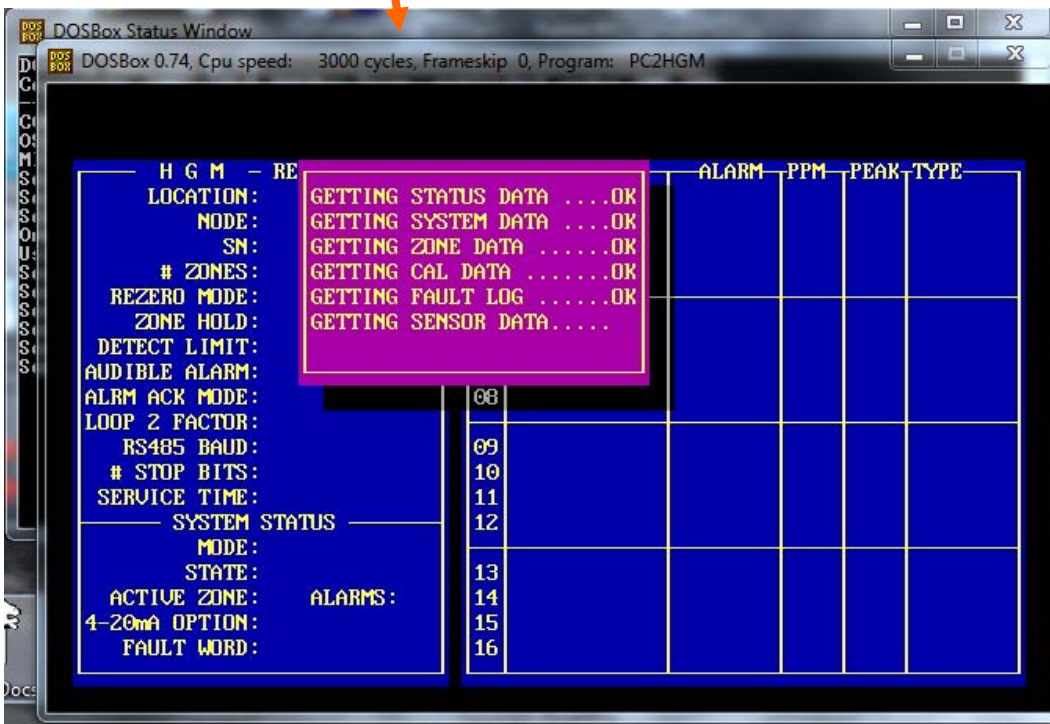 DOSBox Status Window
DOSBox 0.74, Cpu speed: 3000 cycles, Frameskip 0, Program: PC2HGM
H G M - RE
LOCATION:
NODE:
SN:
# ZONES:
REZERO MODE:
ZONE HOLD:
DETECT LIMIT:
AUDIBLE ALARM:
ALRM ACK MODE:
LOOP 2 FACTOR:
RS485 BAUD:
# STOP BITS:
SERVICE TIME:
SYSTEM STATUS
MODE:
STATE:
ACTIVE ZONE: ALARMS:
4-20mA OPTION:
FAULT WORD:
GETTING STATUS DATA ....OK
GETTING SYSTEM DATA ....OK
GETTING ZONE DATA ......OK
GETTING CAL DATA .......OK
GETTING FAULT LOG ......OK
GETTING SENSOR DATA.....
ALARM PPM PEAK TYPE
08
09
10
11
12
13
14
15
16
Docs